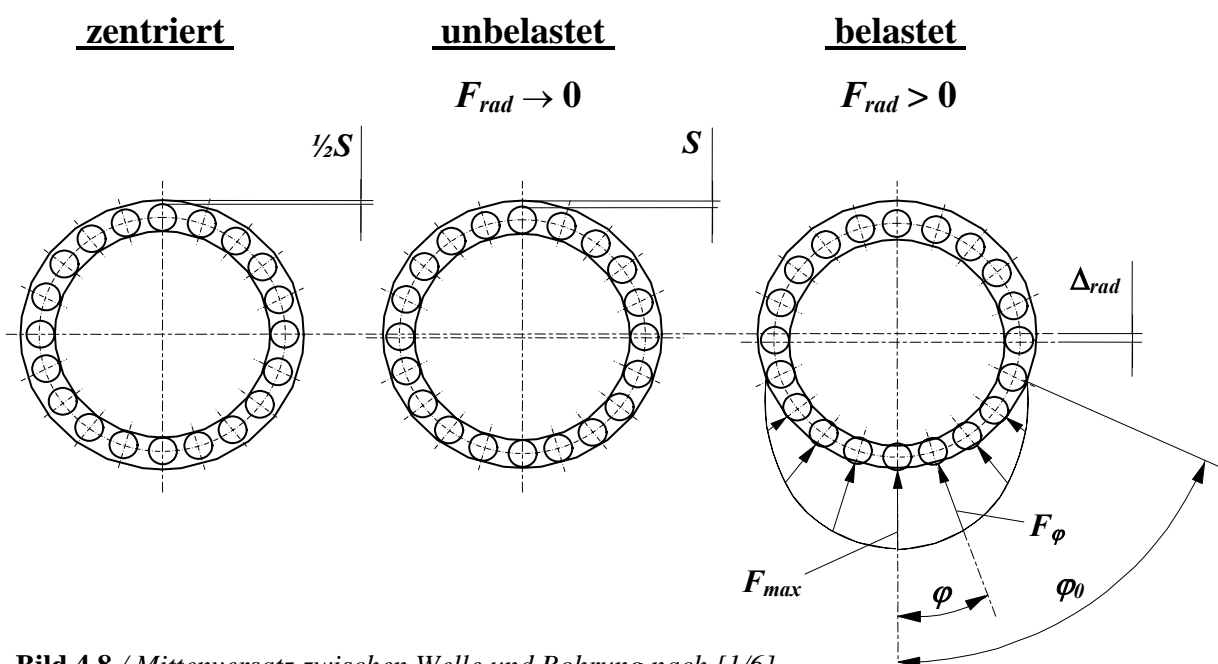 zentriert
unbelastet
belastet
F_rad → 0
F_rad > 0
½S
S
Δ_rad
F_φ
F_max
φ
φ_0
Bild 4.8 / Mittenversatz zwischen Welle und Bohrung nach [1/6]